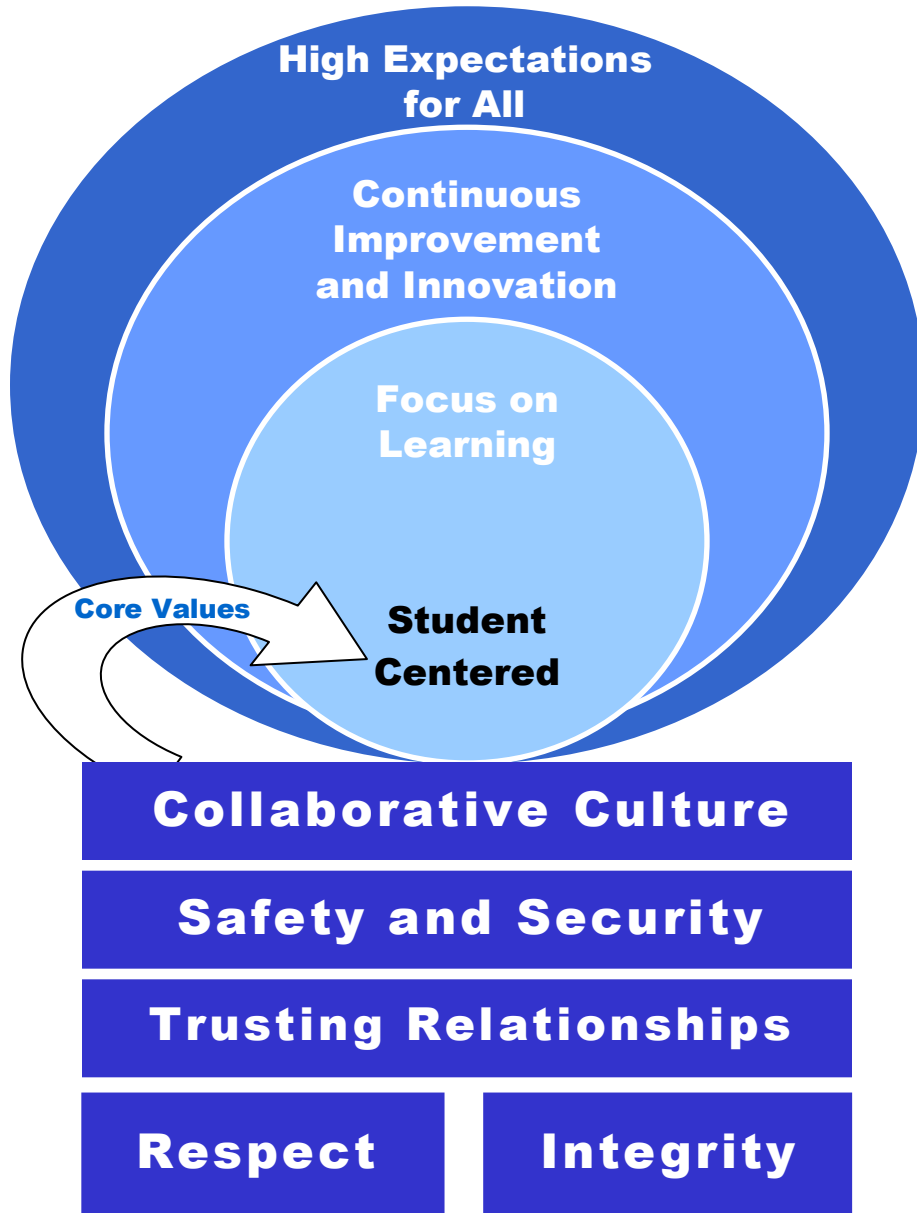 High Expectations
for All
Continuous
Improvement
and Innovation
Focus on
Learning
Core Values
Student
Centered
Collaborative Culture
Safety and Security
Trusting Relationships
Respect
Integrity